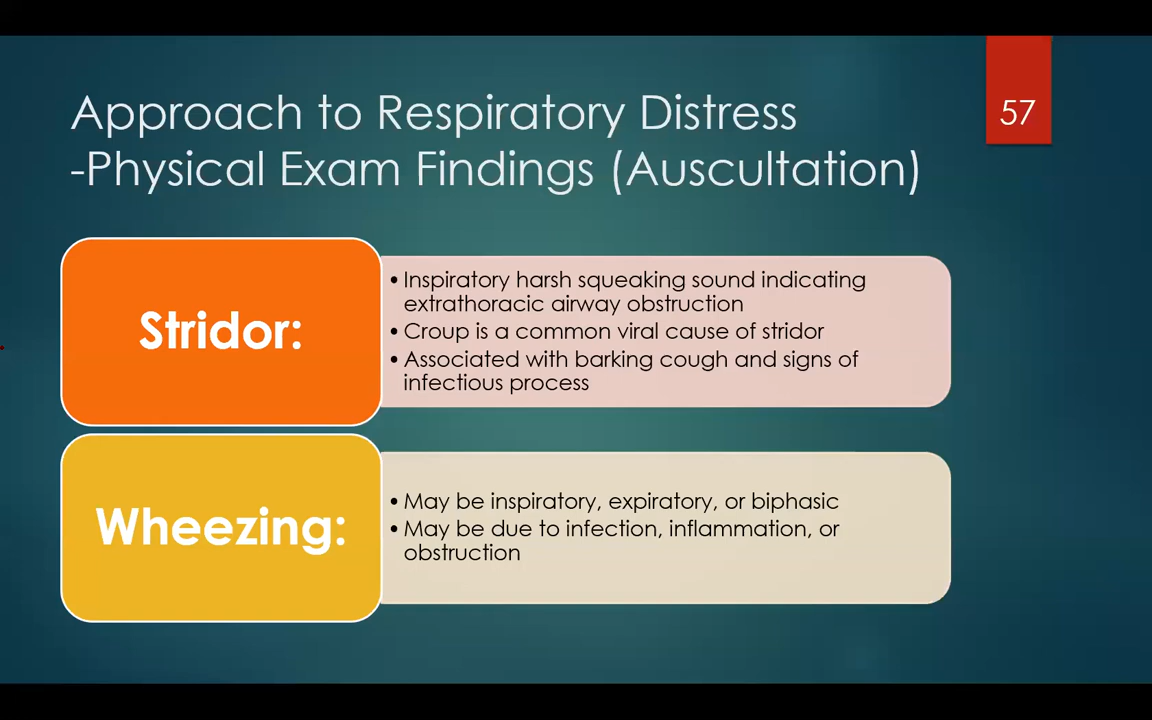 Approach to Respiratory Distress
-Physical Exam Findings (Auscultation)
57
Stridor:
• Inspiratory harsh squeaking sound indicating
extrathoracic airway obstruction
• Croup is a common viral cause of stridor
• Associated with barking cough and signs of
infectious process
Wheezing:
• May be inspiratory, expiratory, or biphasic
• May be due to infection, inflammation, or
obstruction